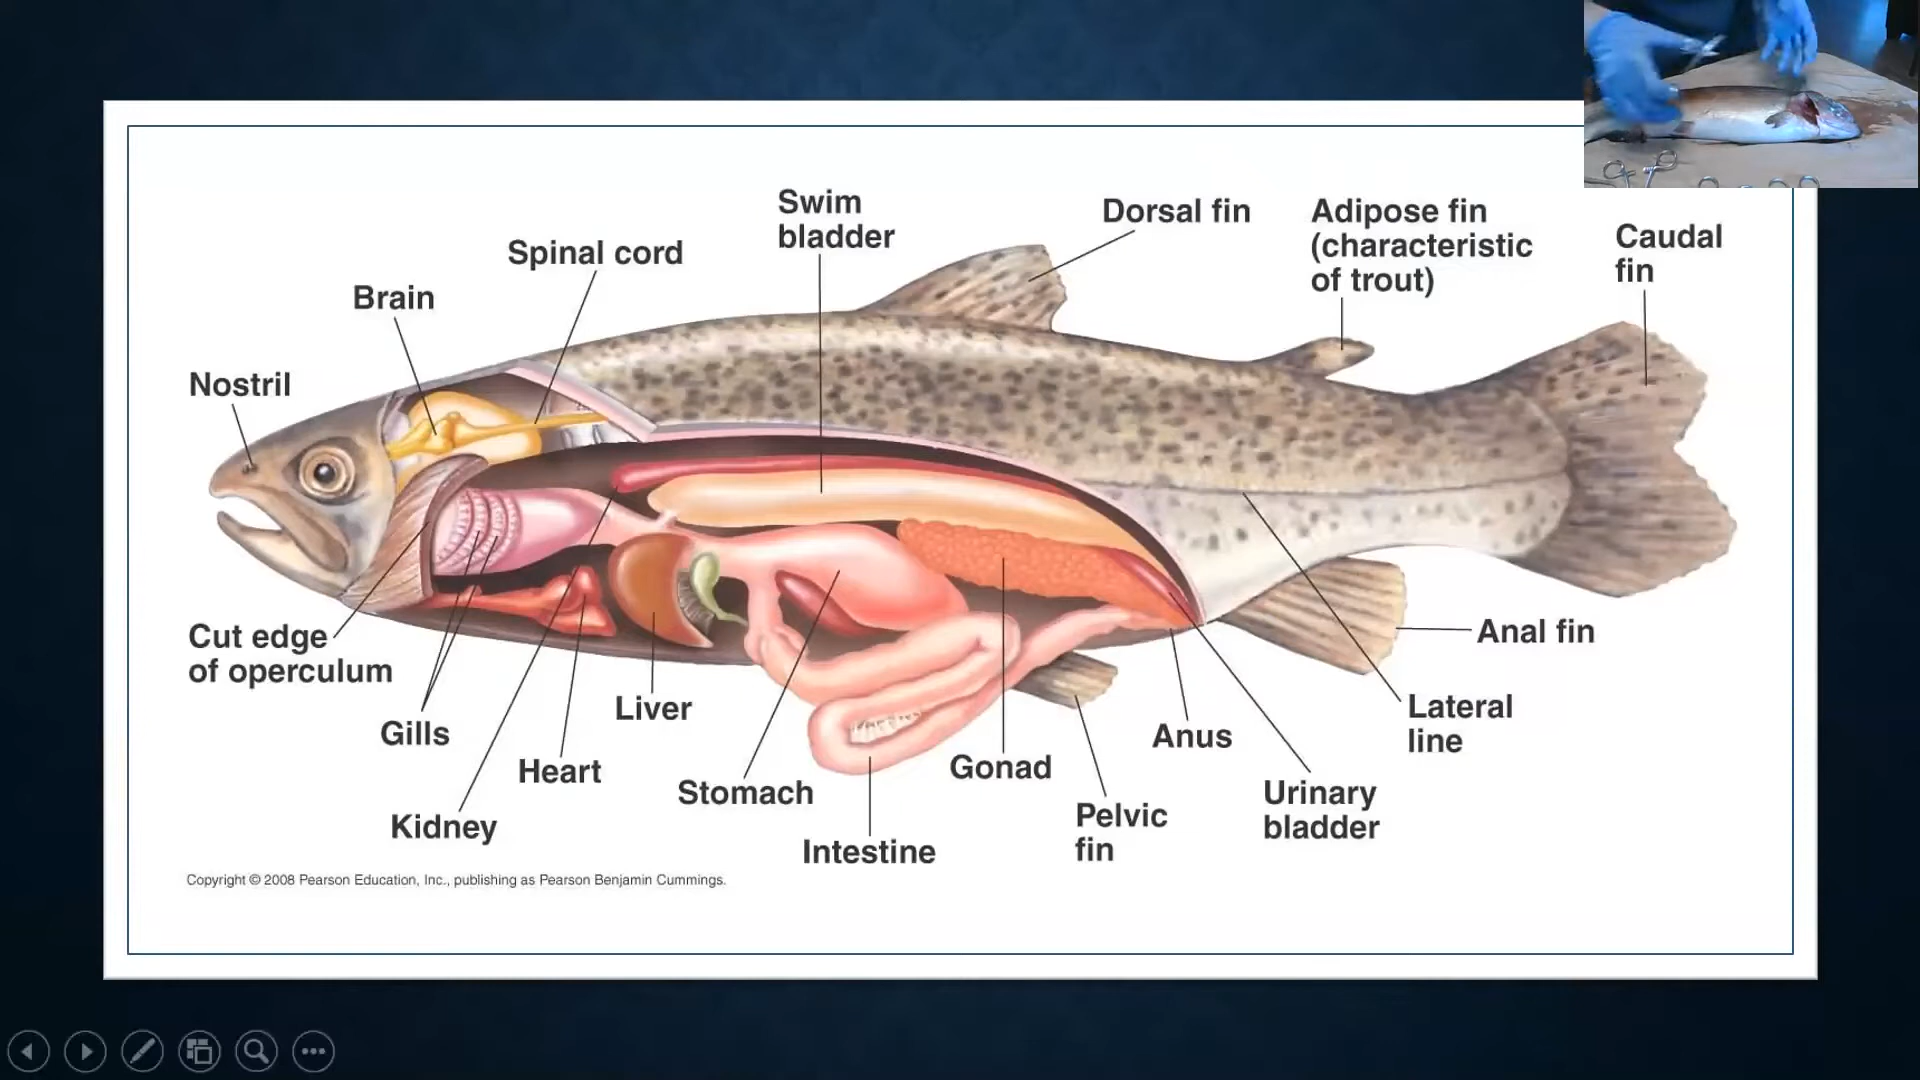 Swim
bladder
Dorsal fin
Adipose fin
(characteristic
of trout)
Caudal
fin
Spinal cord
Brain
Nostril
Cut edge
of operculum
Gills
Kidney
Heart
Liver
Stomach
Intestine
Gonad
Pelvic
fin
Anus
Urinary
bladder
Lateral
line
Anal fin
Copyright © 2008 Pearson Education, Inc., publishing as Pearson Benjamin Cummings.